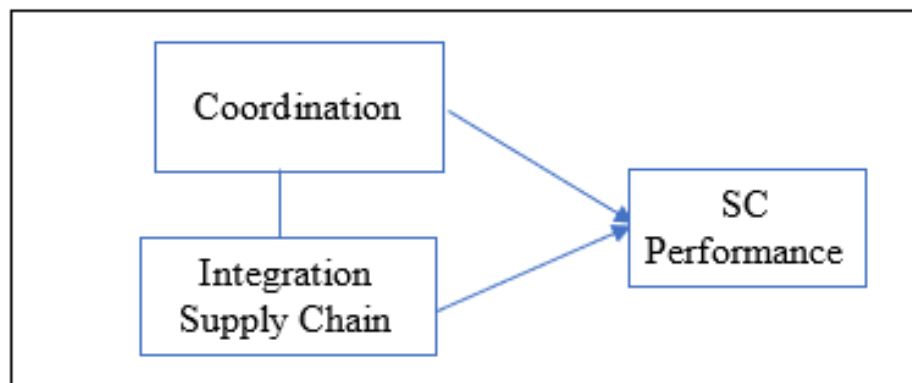 Coordination
Integration
Supply Chain
SC
Performance